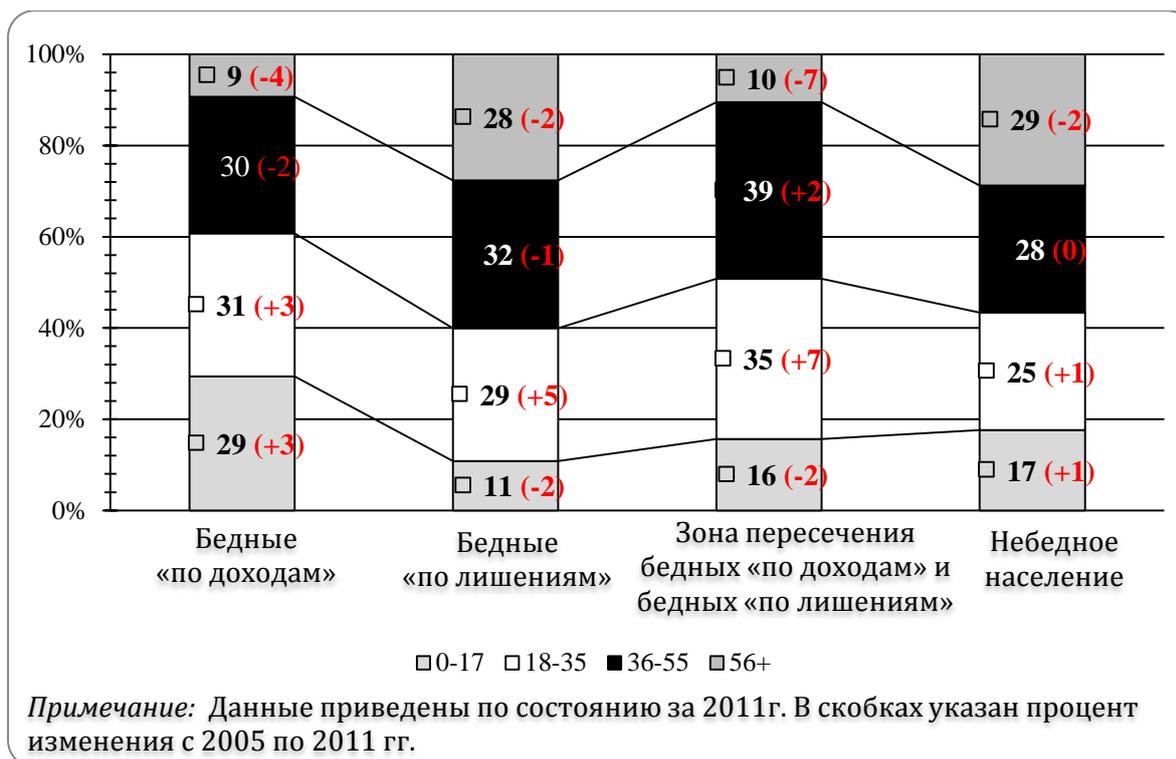 100%
80%
60%
40%
20%
0%
9 (-4)
30 (-2)
31 (+3)
29 (+3)
28 (-2)
32 (-1)
29 (+5)
11 (-2)
10 (-7)
39 (+2)
35 (+7)
16 (-2)
29 (-2)
28 (0)
25 (+1)
17 (+1)
Бедные
«по доходам»
Бедные
«по лишениям»
Зона пересечения
бедных «по доходам» и
бедных «по лишениям»
Небедное
население
0-17 18-35 36-55 56+
Примечание: Данные приведены по состоянию за 2011г. В скобках указан процент
изменения с 2005 по 2011 гг.